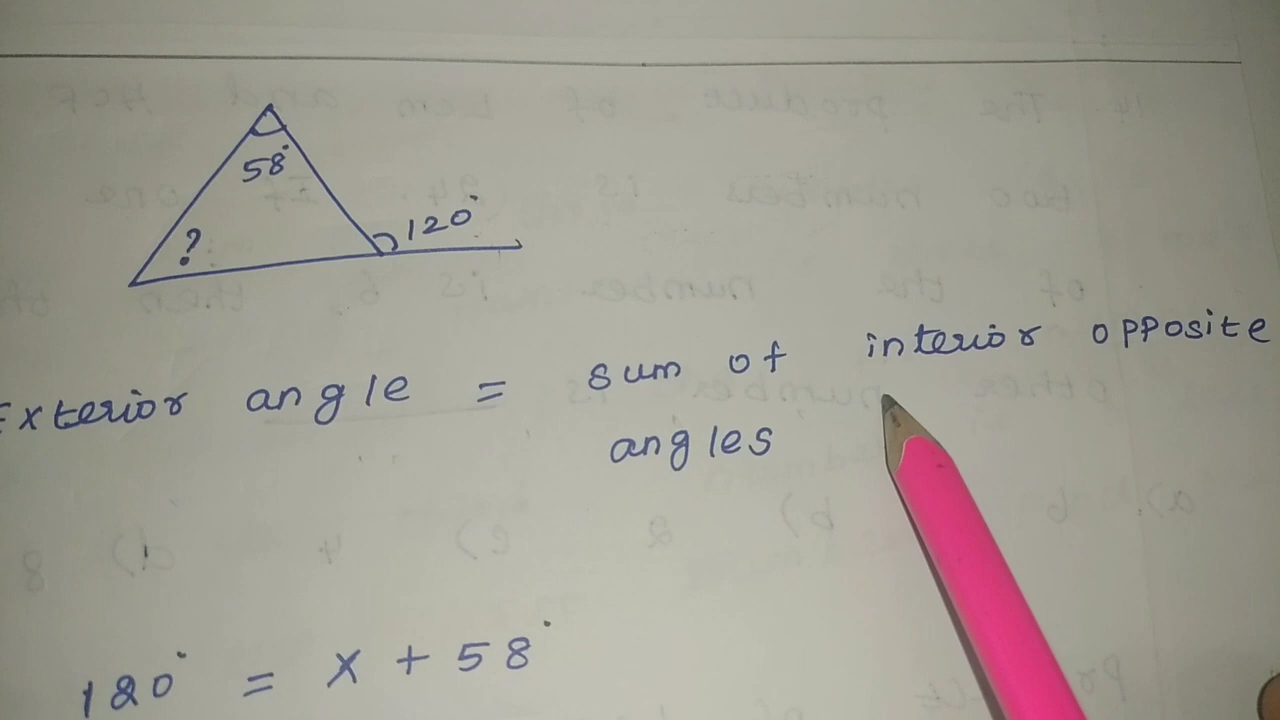 58°
?
120°
Exterior angle = sum of interior opposite
angles
120° = x + 58°